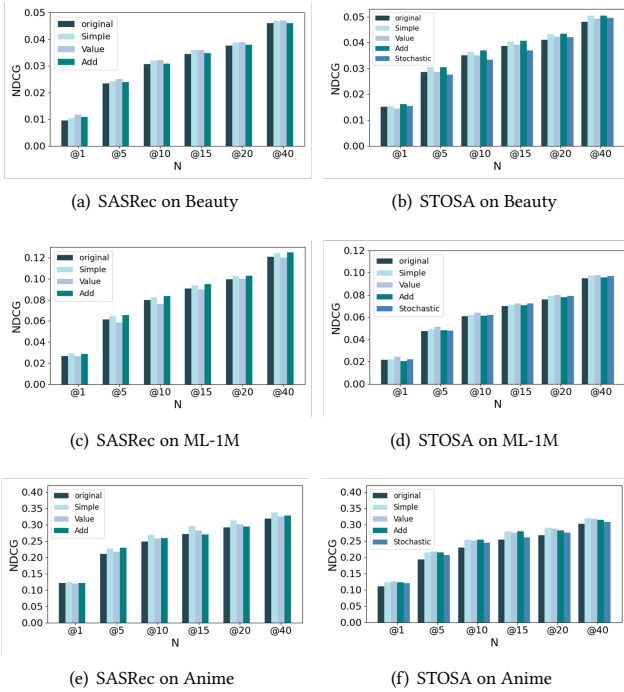 0.05
0.04
0.03
0.02
0.01
0.00
NDCG
original
Simple
Value
Add
@1 @5 @10 @15 @20 @40
N
(a) SASRec on Beauty
0.05
0.04
0.03
0.02
0.01
0.00
NDCG
original
Simple
Value
Add
Stochastic
@1 @5 @10 @15 @20 @40
N
(b) STOSA on Beauty
0.12
0.10
0.08
0.06
0.04
0.02
0.00
NDCG
original
Simple
Value
Add
@1 @5 @10 @15 @20 @40
N
(c) SASRec on ML-1M
0.12
0.10
0.08
0.06
0.04
0.02
0.00
NDCG
original
Simple
Value
Add
Stochastic
@1 @5 @10 @15 @20 @40
N
(d) STOSA on ML-1M
0.40
0.35
0.30
0.25
0.20
0.15
0.10
0.05
0.00
NDCG
original
Simple
Value
Add
@1 @5 @10 @15 @20 @40
N
(e) SASRec on Anime
0.40
0.35
0.30
0.25
0.20
0.15
0.10
0.05
0.00
NDCG
original
Simple
Value
Add
Stochastic
@1 @5 @10 @15 @20 @40
N
(f) STOSA on Anime